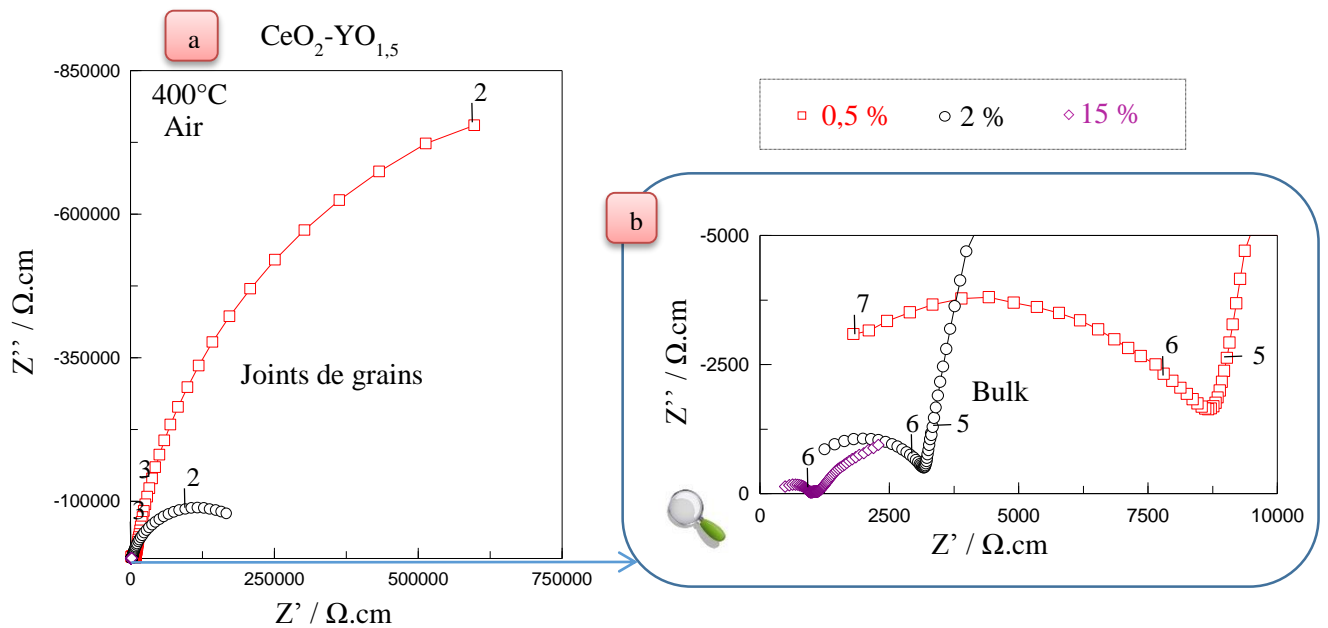 a
CeO2-YO1,5
-850000
-600000
-350000
-100000
400°C
Air
2
Joints de grains
3
2
3
0
250000
500000
750000
Z' / Ω.cm
Z'' / Ω.cm
0,5 %
2 %
15 %
b
-5000
-2500
0
7
6
5
Bulk
6
5
6
0
2500
5000
7500
10000
Z' / Ω.cm
Z'' / Ω.cm